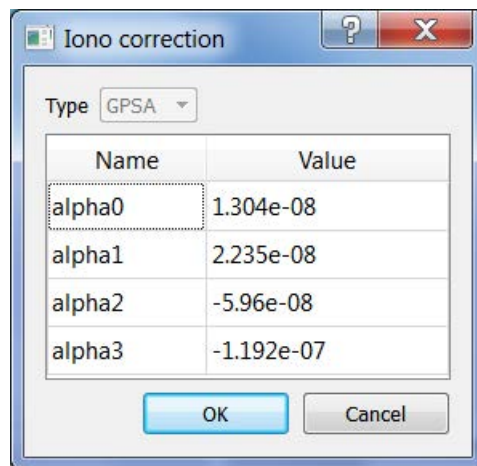 Iono correction
Type GPSA
Name Value
alpha0 1.304e-08
alpha1 2.235e-08
alpha2 -5.96e-08
alpha3 -1.192e-07
OK Cancel